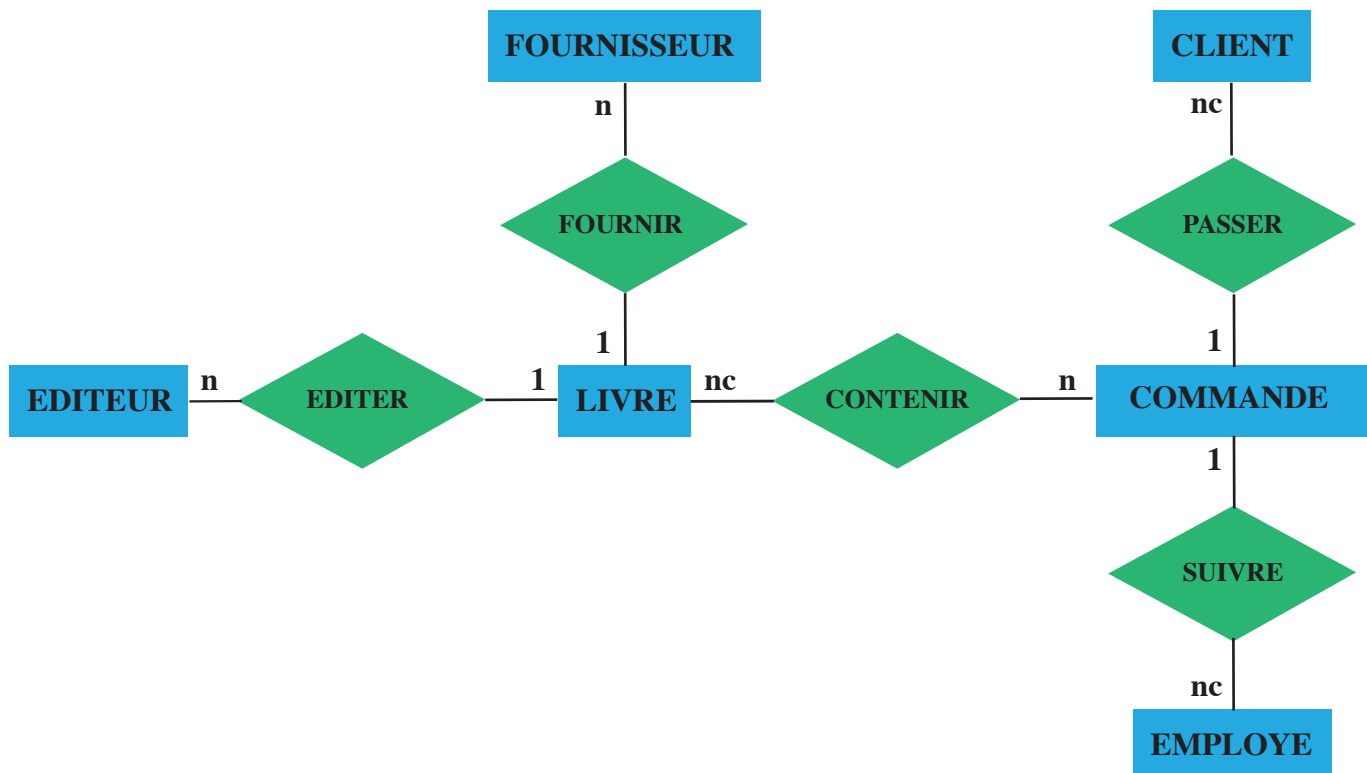 FOURNISSEUR
CLIENT
n
nc
FOURNIR
PASSER
1
1
EDITEUR
n
EDITER
1
LIVRE
nc
CONTENIR
n
COMMANDE
1
SUIVRE
nc
EMPLOYE